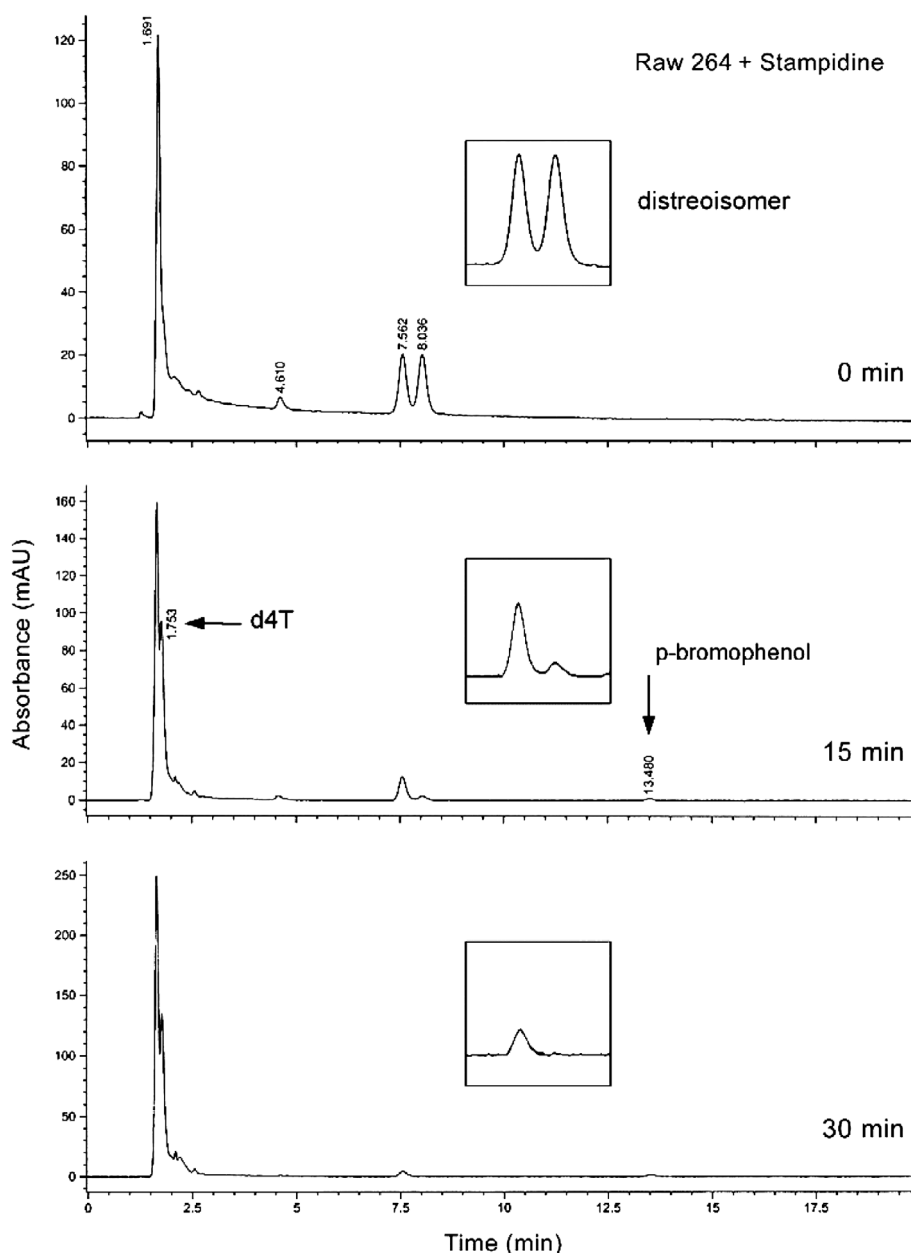 Raw 264 + Stampidine
distreoisomer
0 min
1.691
4.610
7.562
8.036
120
100
80
60
40
20
0
Absorbance (mAU)
160
140
120
100
80
60
40
20
0
1.753
d4T
p-bromophenol
13.480
15 min
250
200
150
100
50
0
30 min
0 2.5 5 7.5 10 12.5 15 17.5
Time (min)